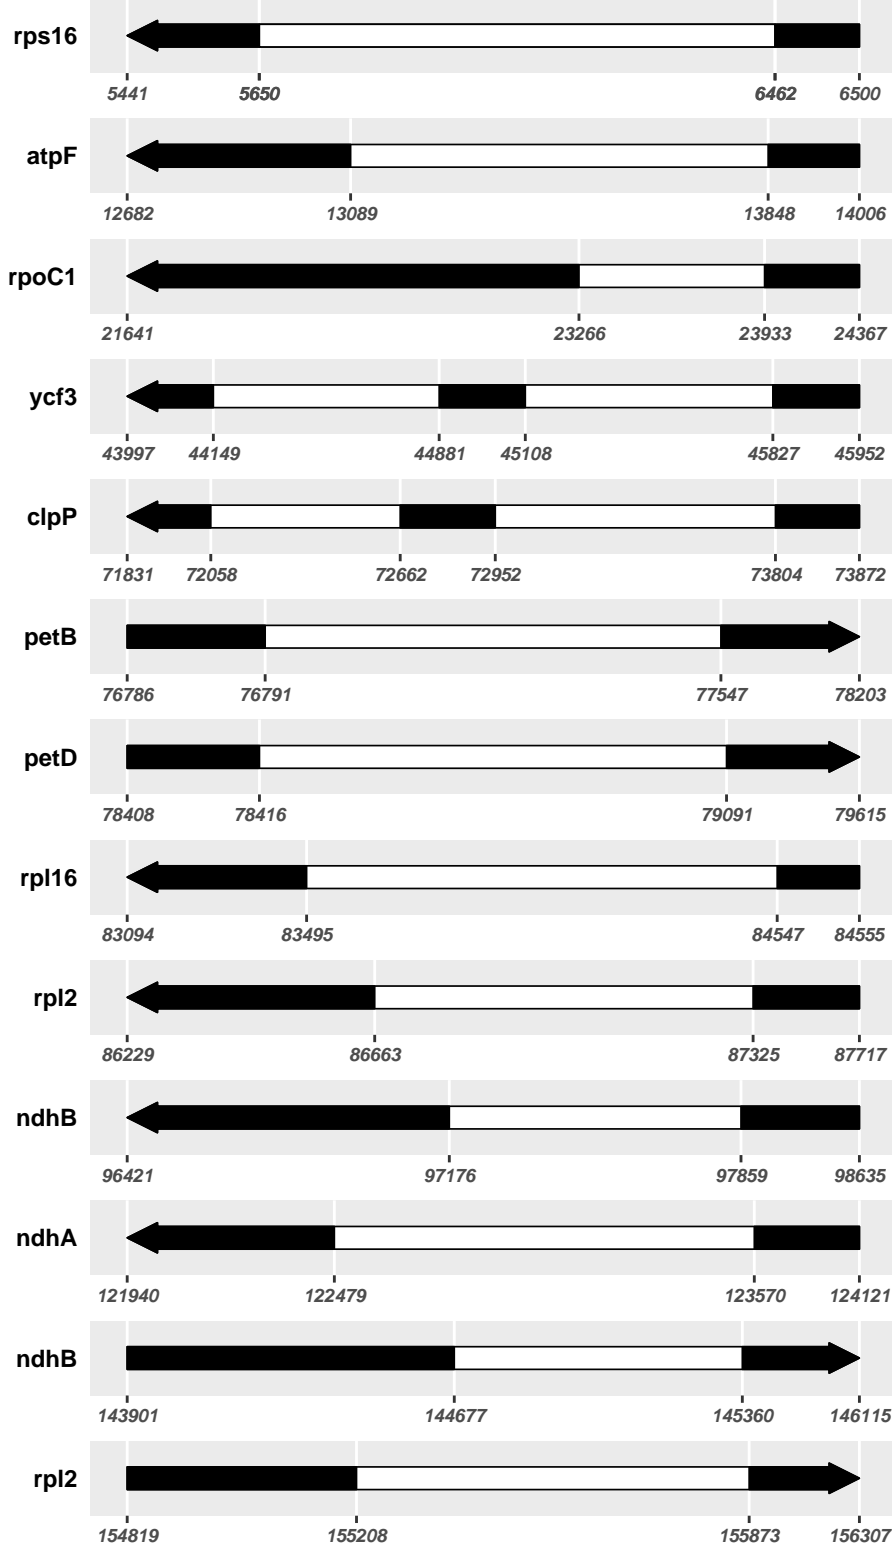 rps16
5441 5650 6462 6500
atpF
12682 13089 13848 14006
rpoC1
21641 23266 23933 24367
ycf3
43997 44149 44881 45108 45827 45952
clpP
71831 72058 72662 72952 73804 73872
petB
76786 76791 77547 78203
petD
78408 78416 79091 79615
rpl16
83094 83495 84547 84555
rpl2
86229 86663 87325 87717
ndhB
96421 97176 97859 98635
ndhA
121940 122479 123570 124121
ndhB
143901 144677 145360 146115
rpl2
154819 155208 155873 156307